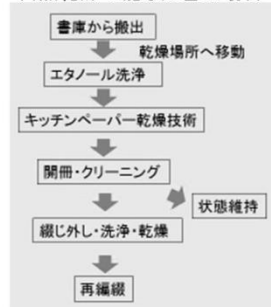 書庫から搬出
乾燥場所へ移動
エタノール洗浄
キッチンペーパー乾燥技術
開冊・クリーニング
状態維持
綴じ外し・洗浄・乾燥
再編綴